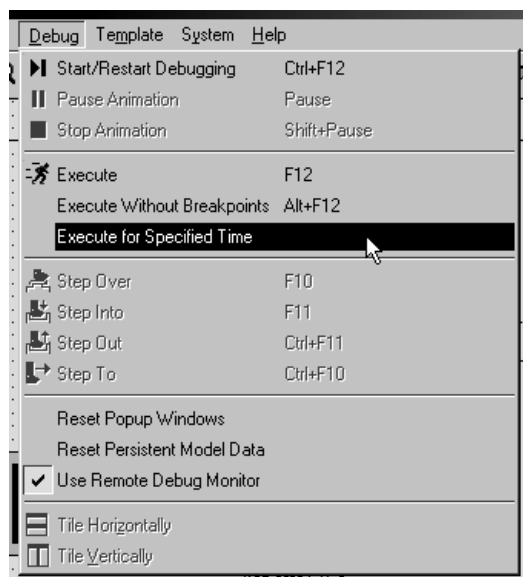 Debug Template System Help
Start/Restart Debugging Ctrl+F12
Pause Animation Pause
Stop Animation Shift+Pause
Execute F12
Execute Without Breakpoints Alt+F12
Execute for Specified Time
Step Over F10
Step Into F11
Step Out Ctrl+F11
Step To Ctrl+F10
Reset Popup Windows
Reset Persistent Model Data
Use Remote Debug Monitor
Tile Horizontally
Tile Vertically